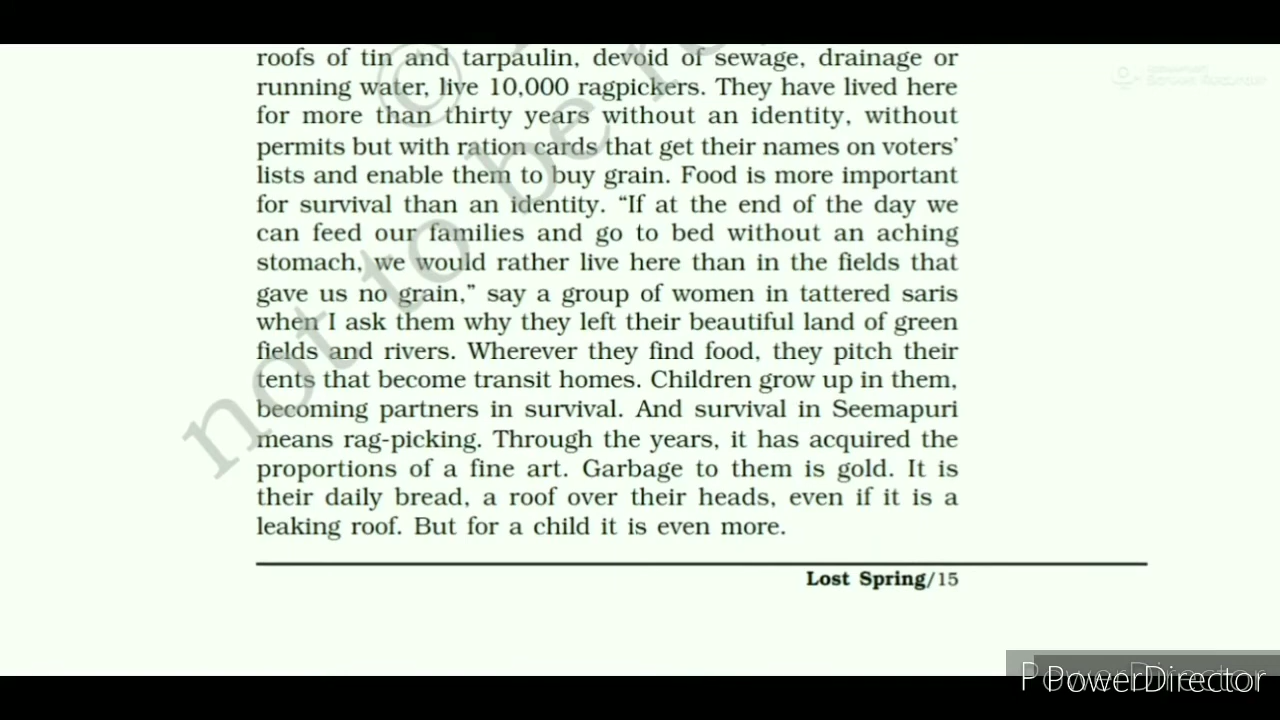 roofs of tin and tarpaulin, devoid of sewage, drainage or
running water, live 10,000 ragpickers. They have lived here
for more than thirty years without an identity, without
permits but with ration cards that get their names on voters’
lists and enable them to buy grain. Food is more important
for survival than an identity. “If at the end of the day we
can feed our families and go to bed without an aching
stomach, we would rather live here than in the fields that
gave us no grain,” say a group of women in tattered saris
when I ask them why they left their beautiful land of green
fields and rivers. Wherever they find food, they pitch their
tents that become transit homes. Children grow up in them,
becoming partners in survival. And survival in Seemapuri
means rag-picking. Through the years, it has acquired the
proportions of a fine art. Garbage to them is gold. It is
their daily bread, a roof over their heads, even if it is a
leaking roof. But for a child it is even more.
Lost Spring/15
not to be
©
PowerDirector